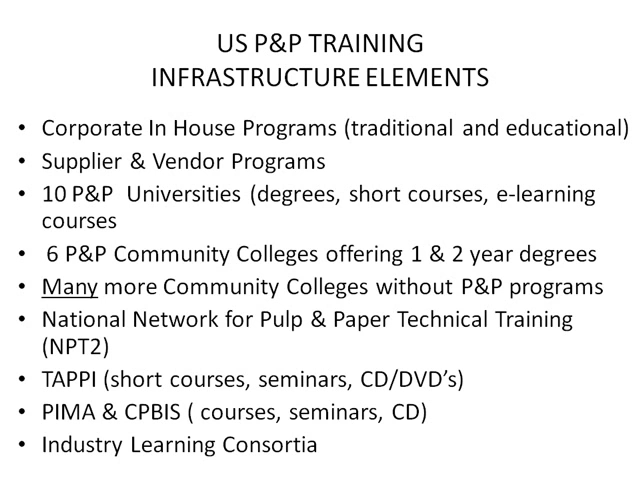 US P&P TRAINING
INFRASTRUCTURE ELEMENTS
• Corporate In House Programs (traditional and educational)
• Supplier & Vendor Programs
• 10 P&P Universities (degrees, short courses, e-learning
courses
• 6 P&P Community Colleges offering 1 & 2 year degrees
• Many more Community Colleges without P&P programs
• National Network for Pulp & Paper Technical Training
(NPT2)
• TAPPI (short courses, seminars, CD/DVD's)
• PIMA & CPBIS ( courses, seminars, CD)
• Industry Learning Consortia